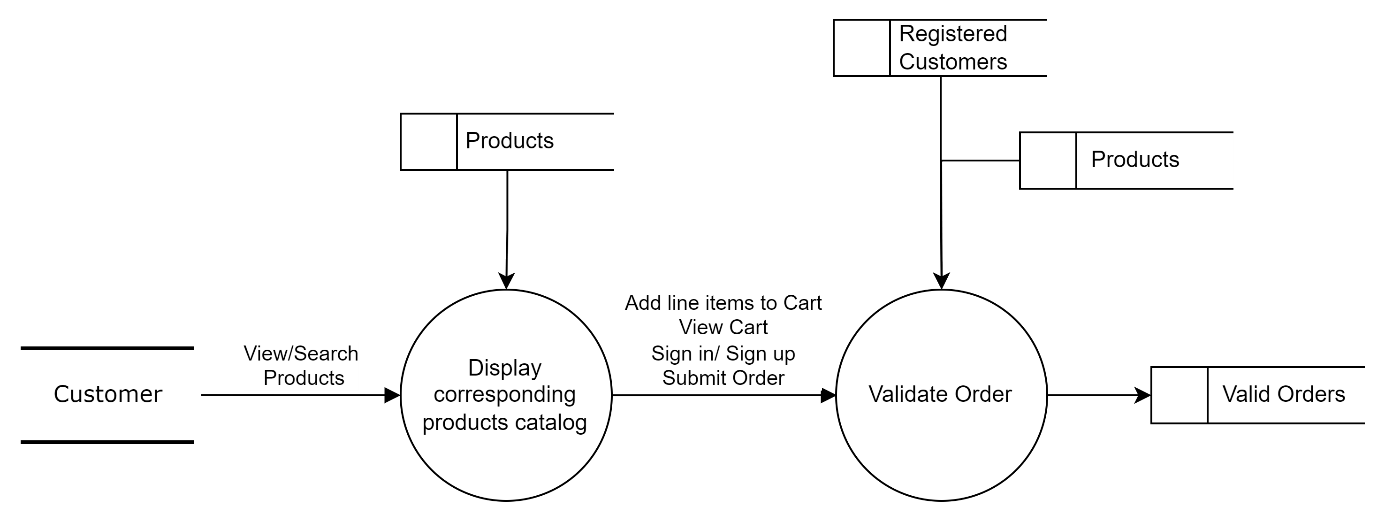 Registered
Customers
Products
Products
Customer
View/Search
Products
Display
corresponding
products catalog
Add line items to Cart
View Cart
Sign in/ Sign up
Submit Order
Validate Order
Valid Orders